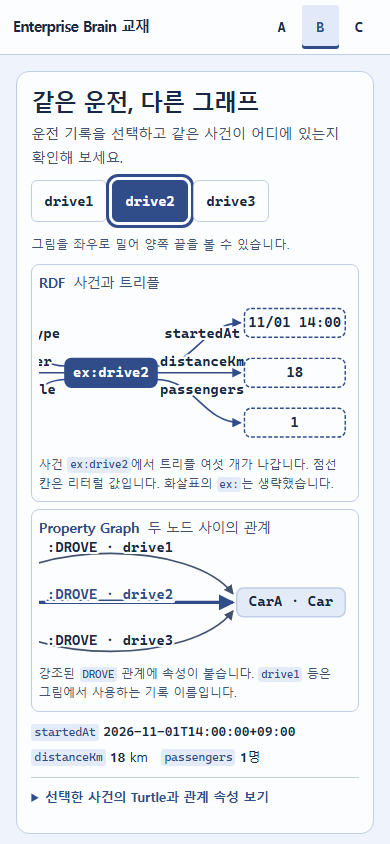 Enterprise Brain 교재
A B C
같은 운전, 다른 그래프
운전 기록을 선택하고 같은 사건이 어디에 있는지
확인해 보세요.
drive1 drive2 drive3
그림을 좌우로 밀어 양쪽 끝을 볼 수 있습니다.
RDF 사건과 트리플
startedAt 11/01 14:00
ex:drive2 distanceKm 18
passengers 1
사건 ex:drive2에서 트리플 여섯 개가 나갑니다. 점선
칸은 리터럴 값입니다. 화살표의 ex:는 생략했습니다.
Property Graph 두 노드 사이의 관계
:DROVE · drive1
:DROVE · drive2 CarA · Car
:DROVE · drive3
강조된 DROVE 관계에 속성이 붙습니다. drive1 등은
그림에서 사용하는 기록 이름입니다.
startedAt 2026-11-01T14:00:00+09:00
distanceKm 18 km passengers 1명
▶ 선택한 사건의 Turtle과 관계 속성 보기